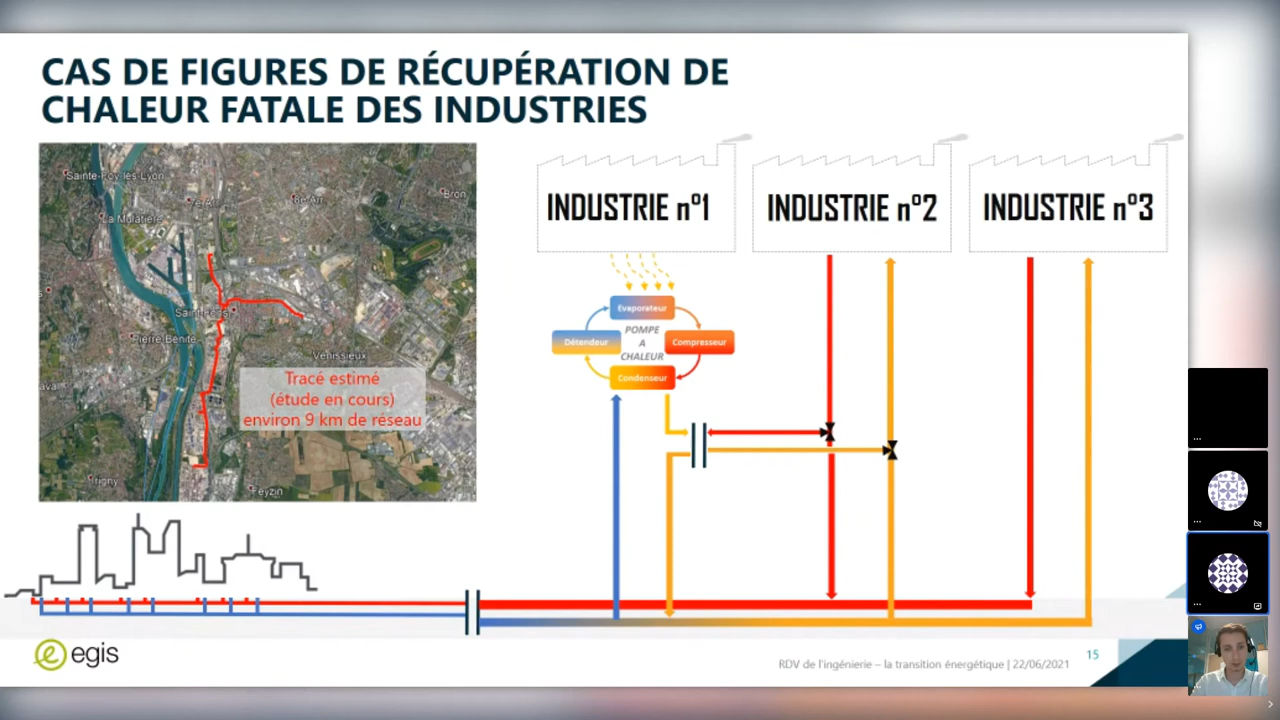 CAS DE FIGURES DE RÉCUPÉRATION DE
CHALEUR FATALE DES INDUSTRIES
Sainte-Foy-lès-Lyon
Bron
La Mulatière
Saint-Fons
Pierre Bénite
Vénissieux
Tracé estimé
(étude en cours)
environ 9 km de réseau
Irigny
Feyzin
INDUSTRIE n°1
INDUSTRIE n°2
INDUSTRIE n°3
Evaporateur
Détendeur
POMPE
A
CHALEUR
Compresseur
Condenseur
egis
RDV de l'ingénierie – la transition énergétique | 22/06/2021
15